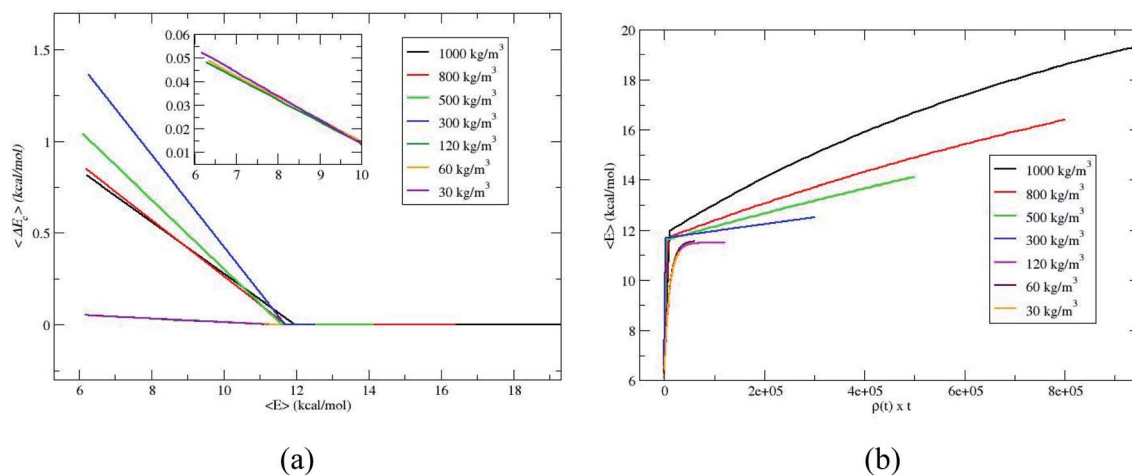 1.5
1
0.5
0
< ΔE_c > (kcal/mol)
6 8 10 12 14 16 18
<E> (kcal/mol)
0.06
0.05
0.04
0.03
0.02
0.01
6 7 8 9 10
1000 kg/m³
800 kg/m³
500 kg/m³
300 kg/m³
120 kg/m³
60 kg/m³
30 kg/m³
(a)
20
18
16
14
12
10
8
6
<E> (kcal/mol)
0 2e+05 4e+05 6e+05 8e+05
ρ(t) x t
1000 kg/m³
800 kg/m³
500 kg/m³
300 kg/m³
120 kg/m³
60 kg/m³
30 kg/m³
(b)